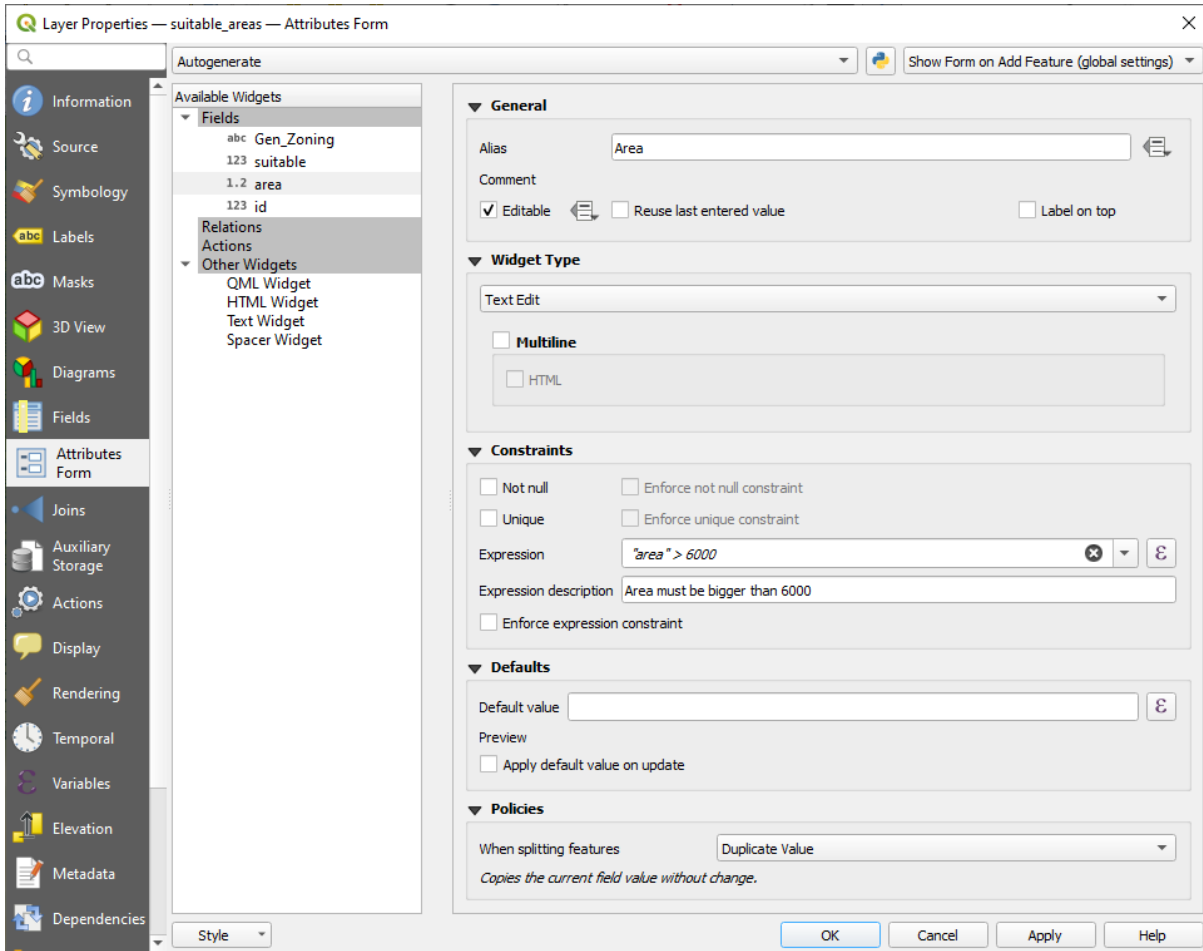 Layer Properties — suitable_areas — Attributes Form
Autogenerate
Show Form on Add Feature (global settings)
Information
Source
Symbology
abc Labels
abc Masks
3D View
Diagrams
Fields
Attributes
Form
Joins
Auxiliary
Storage
Actions
Display
Rendering
Temporal
Variables
Elevation
Metadata
Dependencies
Available Widgets
Fields
abc Gen_Zoning
123 suitable
1.2 area
123 id
Relations
Actions
Other Widgets
QML Widget
HTML Widget
Text Widget
Spacer Widget
Style
General
Alias Area
Comment
Editable Reuse last entered value Label on top
Widget Type
Text Edit
Multiline
HTML
Constraints
Not null Enforce not null constraint
Unique Enforce unique constraint
Expression "area" > 6000 ε
Expression description Area must be bigger than 6000
Enforce expression constraint
Defaults
Default value ε
Preview
Apply default value on update
Policies
When splitting features Duplicate Value
Copies the current field value without change.
OK Cancel Apply Help